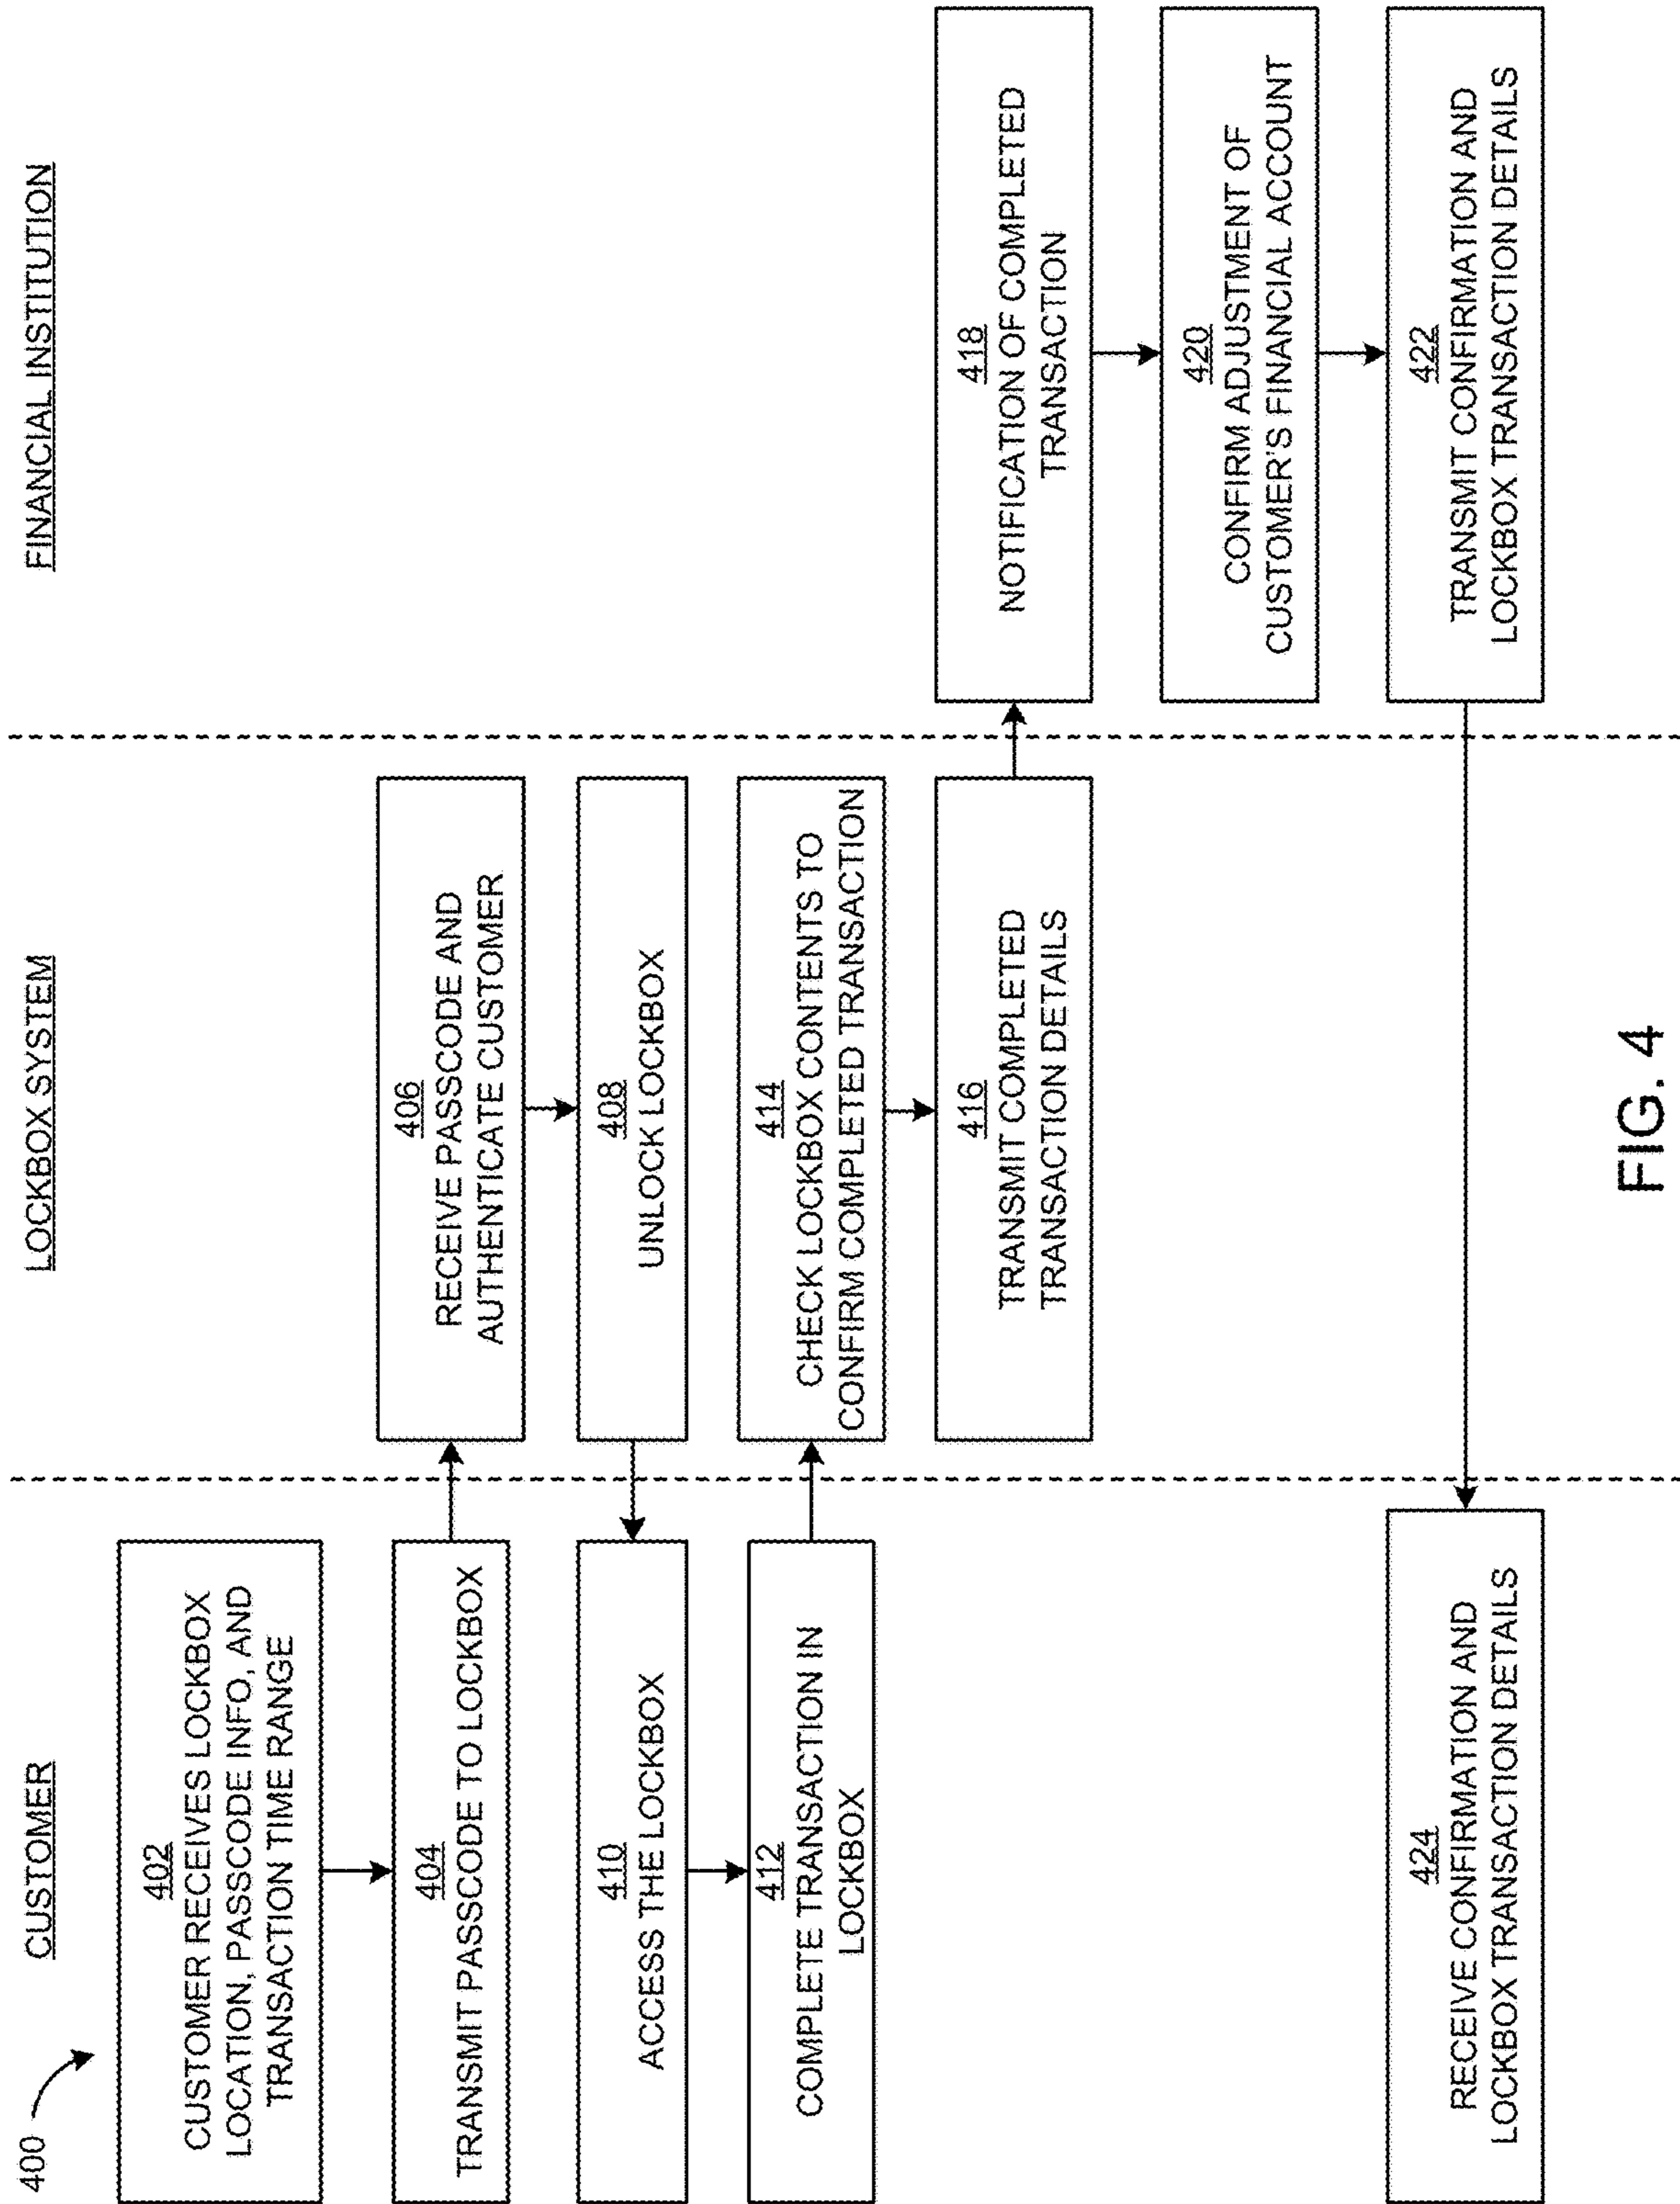 400
CUSTOMER
LOCKBOX SYSTEM
FINANCIAL INSTITUTION
402
CUSTOMER RECEIVES LOCKBOX
LOCATION, PASSCODE INFO, AND
TRANSACTION TIME RANGE
404
TRANSMIT PASSCODE TO LOCKBOX
406
RECEIVE PASSCODE AND
AUTHENTICATE CUSTOMER
408
UNLOCK LOCKBOX
410
ACCESS THE LOCKBOX
412
COMPLETE TRANSACTION IN
LOCKBOX
414
CHECK LOCKBOX CONTENTS TO
CONFIRM COMPLETED TRANSACTION
416
TRANSMIT COMPLETED
TRANSACTION DETAILS
418
NOTIFICATION OF COMPLETED
TRANSACTION
420
CONFIRM ADJUSTMENT OF
CUSTOMER'S FINANCIAL ACCOUNT
422
TRANSMIT CONFIRMATION AND
LOCKBOX TRANSACTION DETAILS
424
RECEIVE CONFIRMATION AND
LOCKBOX TRANSACTION DETAILS
FIG. 4